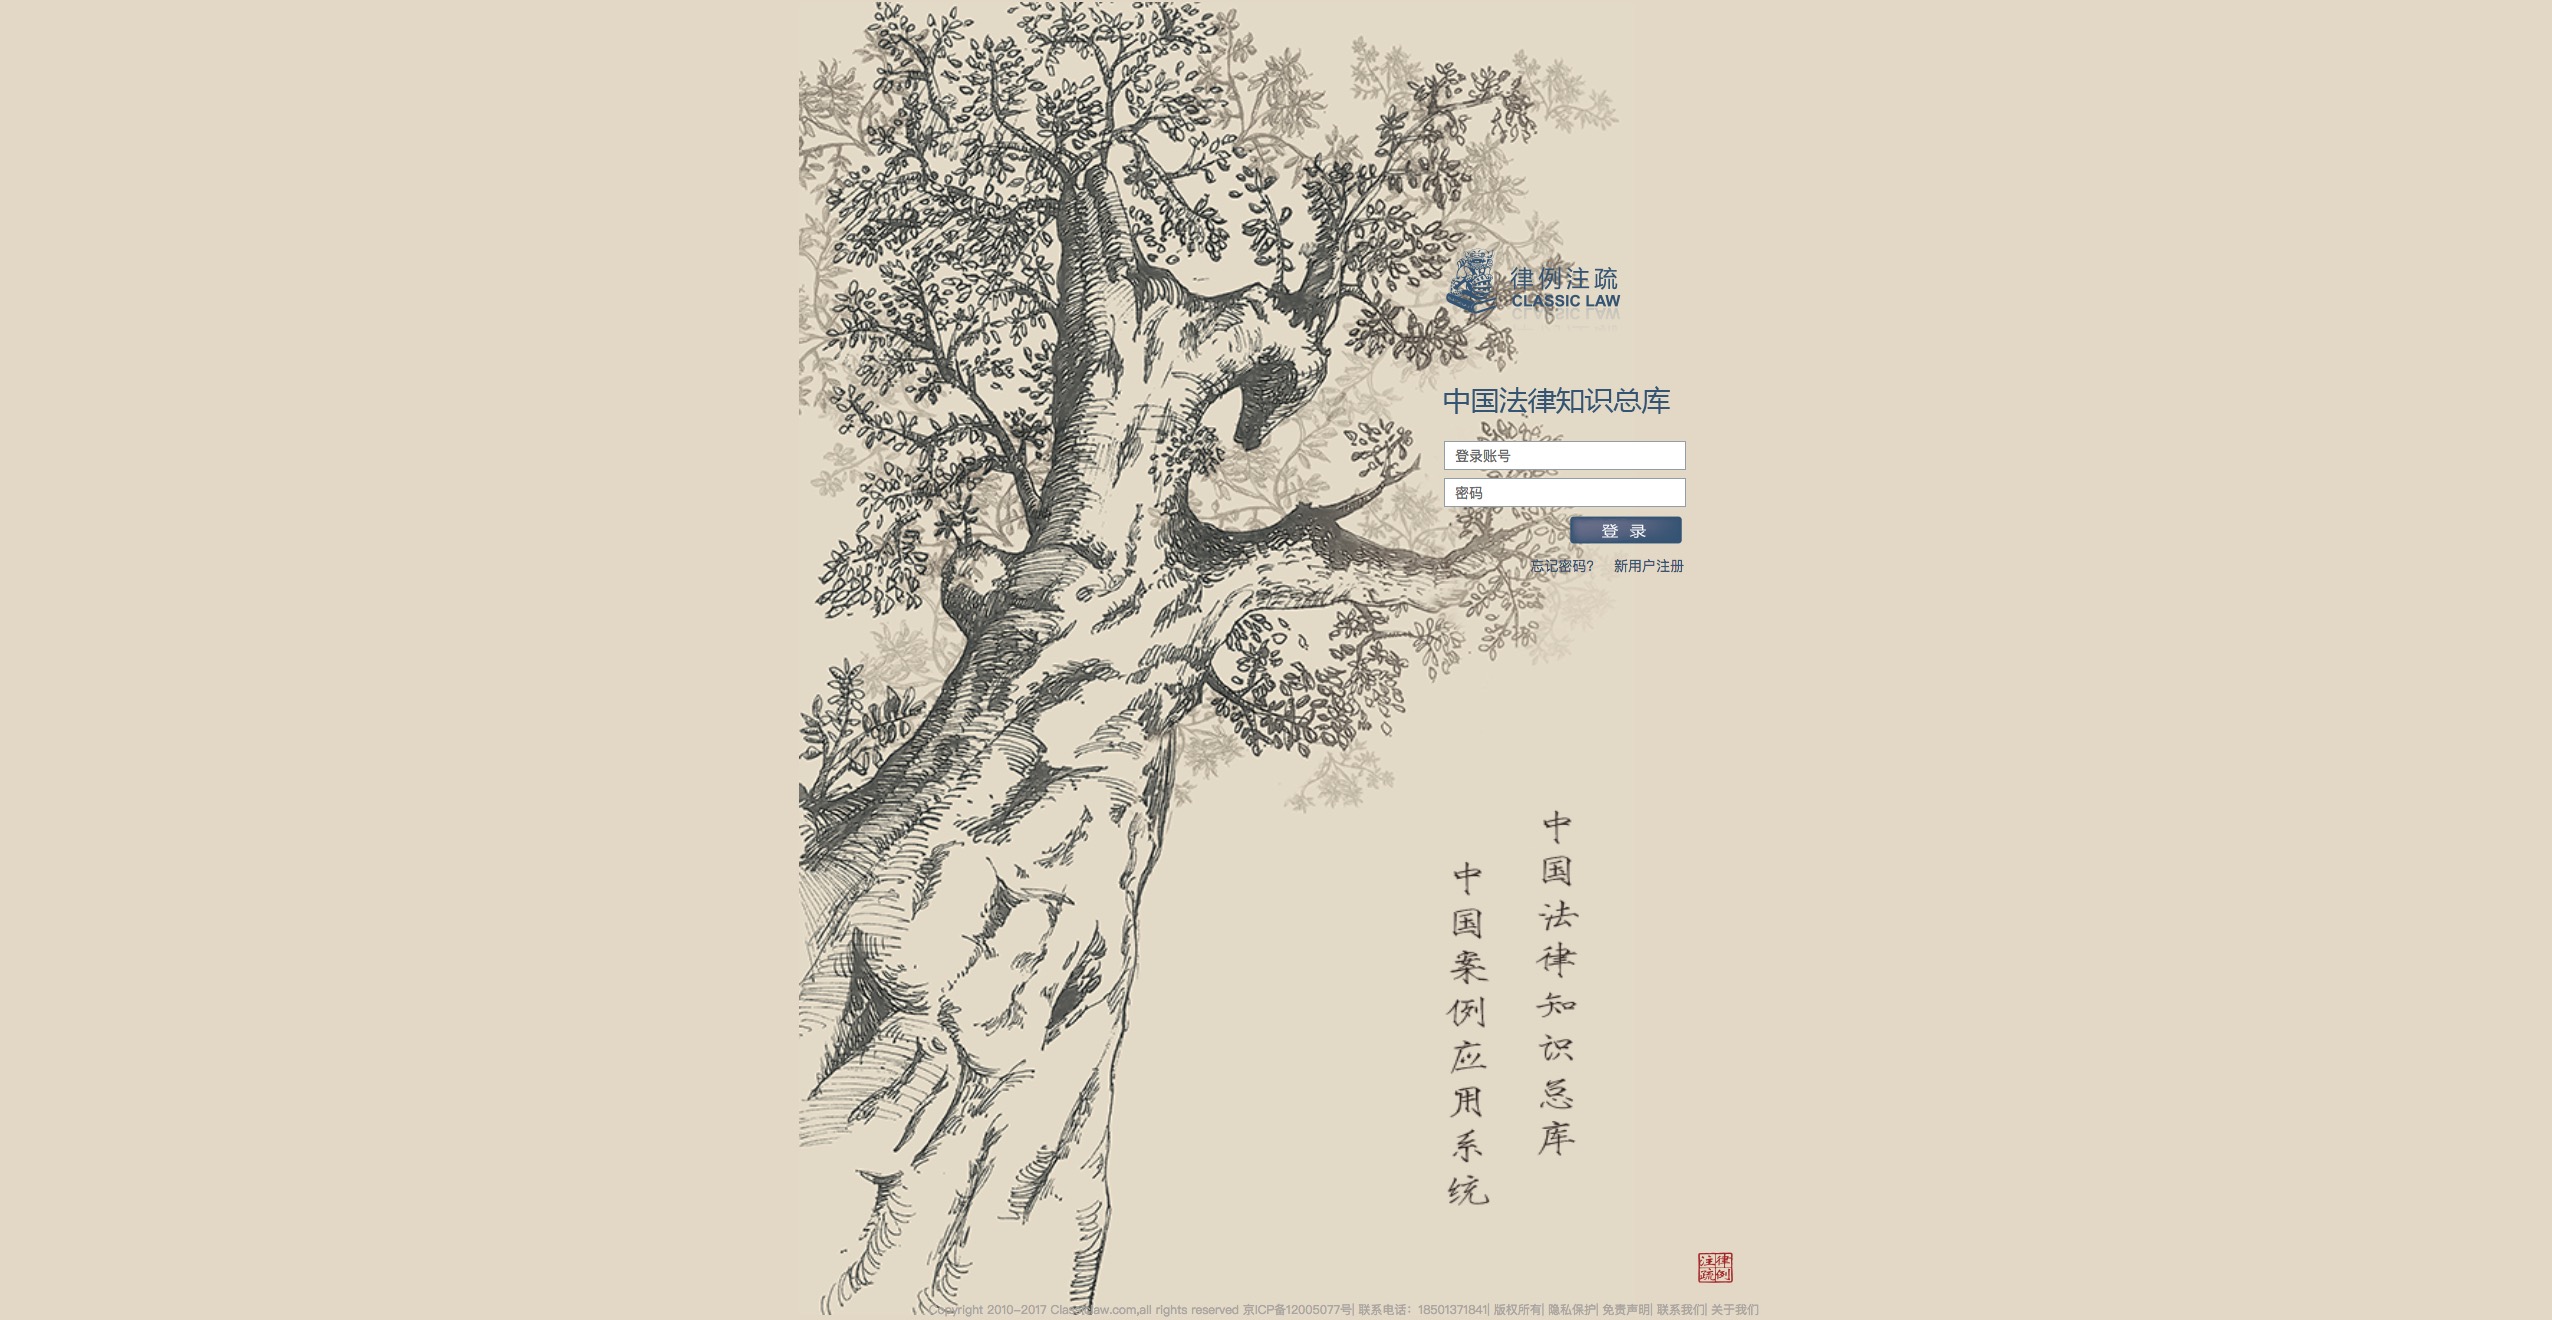 律例注疏
CLASSIC LAW
中国法律知识总库
登录账号
密码
登 录
忘记密码? 新用户注册
中国法律知识总库
中国案例应用系统
律例
注疏
Copyright 2010-2017 Classiclaw.com,all rights reserved 京ICP备12005077号| 联系电话：18501371841| 版权所有| 隐私保护| 免责声明| 联系我们| 关于我们